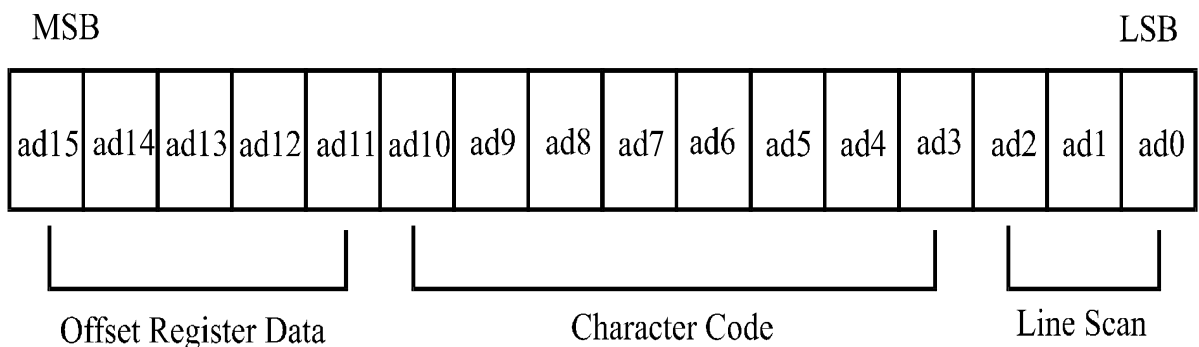 MSB LSB
ad15 ad14 ad13 ad12 ad11 ad10 ad9 ad8 ad7 ad6 ad5 ad4 ad3 ad2 ad1 ad0
Offset Register Data Character Code Line Scan